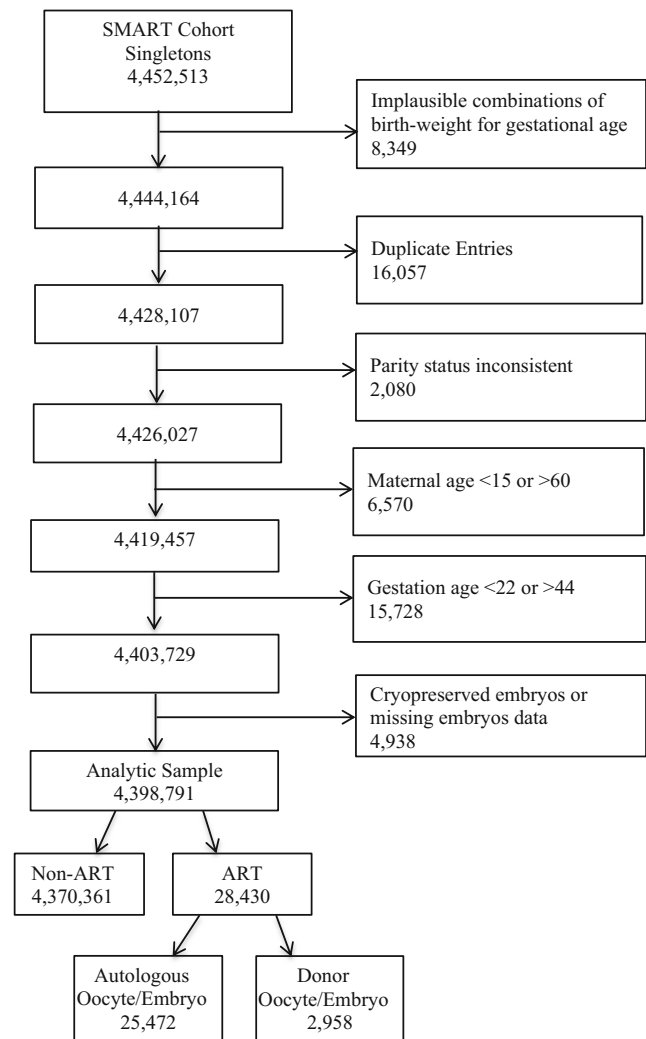 SMART Cohort
Singletons
4,452,513
Implausible combinations of
birth-weight for gestational age
8,349
4,444,164
Duplicate Entries
16,057
4,428,107
Parity status inconsistent
2,080
4,426,027
Maternal age <15 or >60
6,570
4,419,457
Gestation age <22 or >44
15,728
4,403,729
Cryopreserved embryos or
missing embryos data
4,938
Analytic Sample
4,398,791
Non-ART
4,370,361
ART
28,430
Autologous
Oocyte/Embryo
25,472
Donor
Oocyte/Embryo
2,958